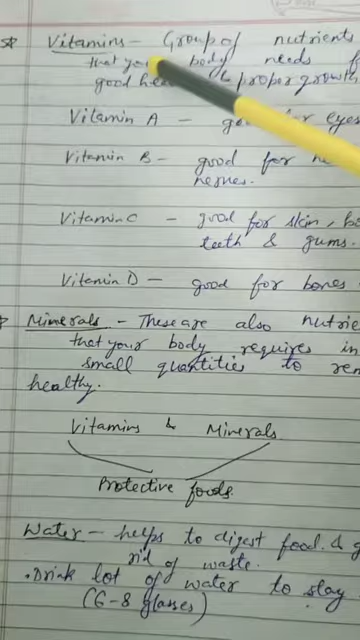 Vitamins - Group of nutrients
that your body needs
good & proper growth
Vitamin A - eyes
Vitamin B - good for
nerves.
Vitamin C - good for skin,
teeth & gums.
Vitamin D - good for bones
Minerals - These are also
that your body requires in
small quantities to
healthy.
Vitamins & Minerals
Protective foods.
Water - helps to digest food &
rid of waste.
. Drink lot of water to stay
(6-8 glasses)